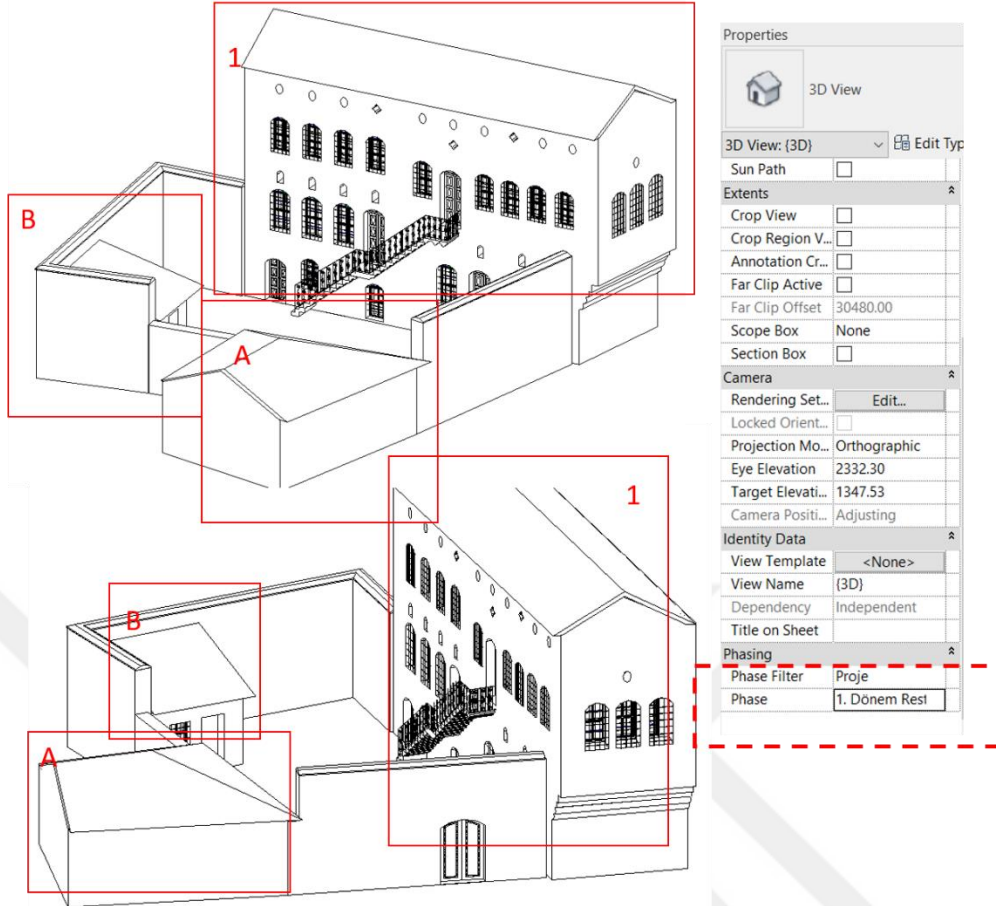 1
B
A
1
B
A
Properties
3D View
3D View: {3D}
Edit Typ
Sun Path
Extents
Crop View
Crop Region V...
Annotation Cr...
Far Clip Active
Far Clip Offset 30480.00
Scope Box None
Section Box
Camera
Rendering Set... Edit...
Locked Orient...
Projection Mo... Orthographic
Eye Elevation 2332.30
Target Elevati... 1347.53
Camera Positi... Adjusting
Identity Data
View Template <None>
View Name {3D}
Dependency Independent
Title on Sheet
Phasing
Phase Filter Proje
Phase 1. Dönem Rest